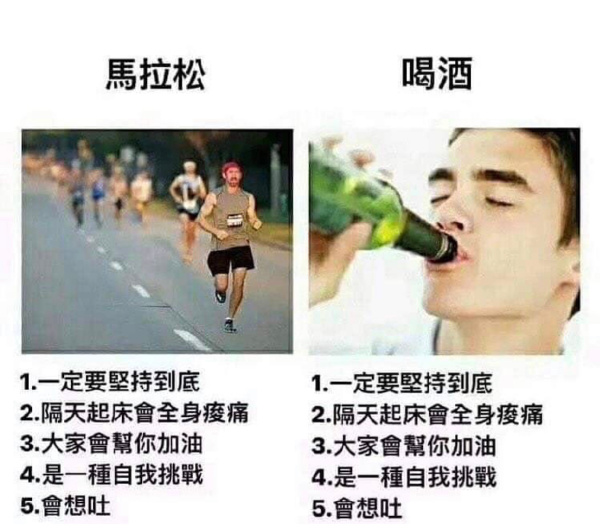 馬拉松
喝酒
1.一定要堅持到底
2.隔天起床會全身痠痛
3.大家會幫你加油
4.是一種自我挑戰
5.會想吐
1.一定要堅持到底
2.隔天起床會全身痠痛
3.大家會幫你加油
4.是一種自我挑戰
5.會想吐